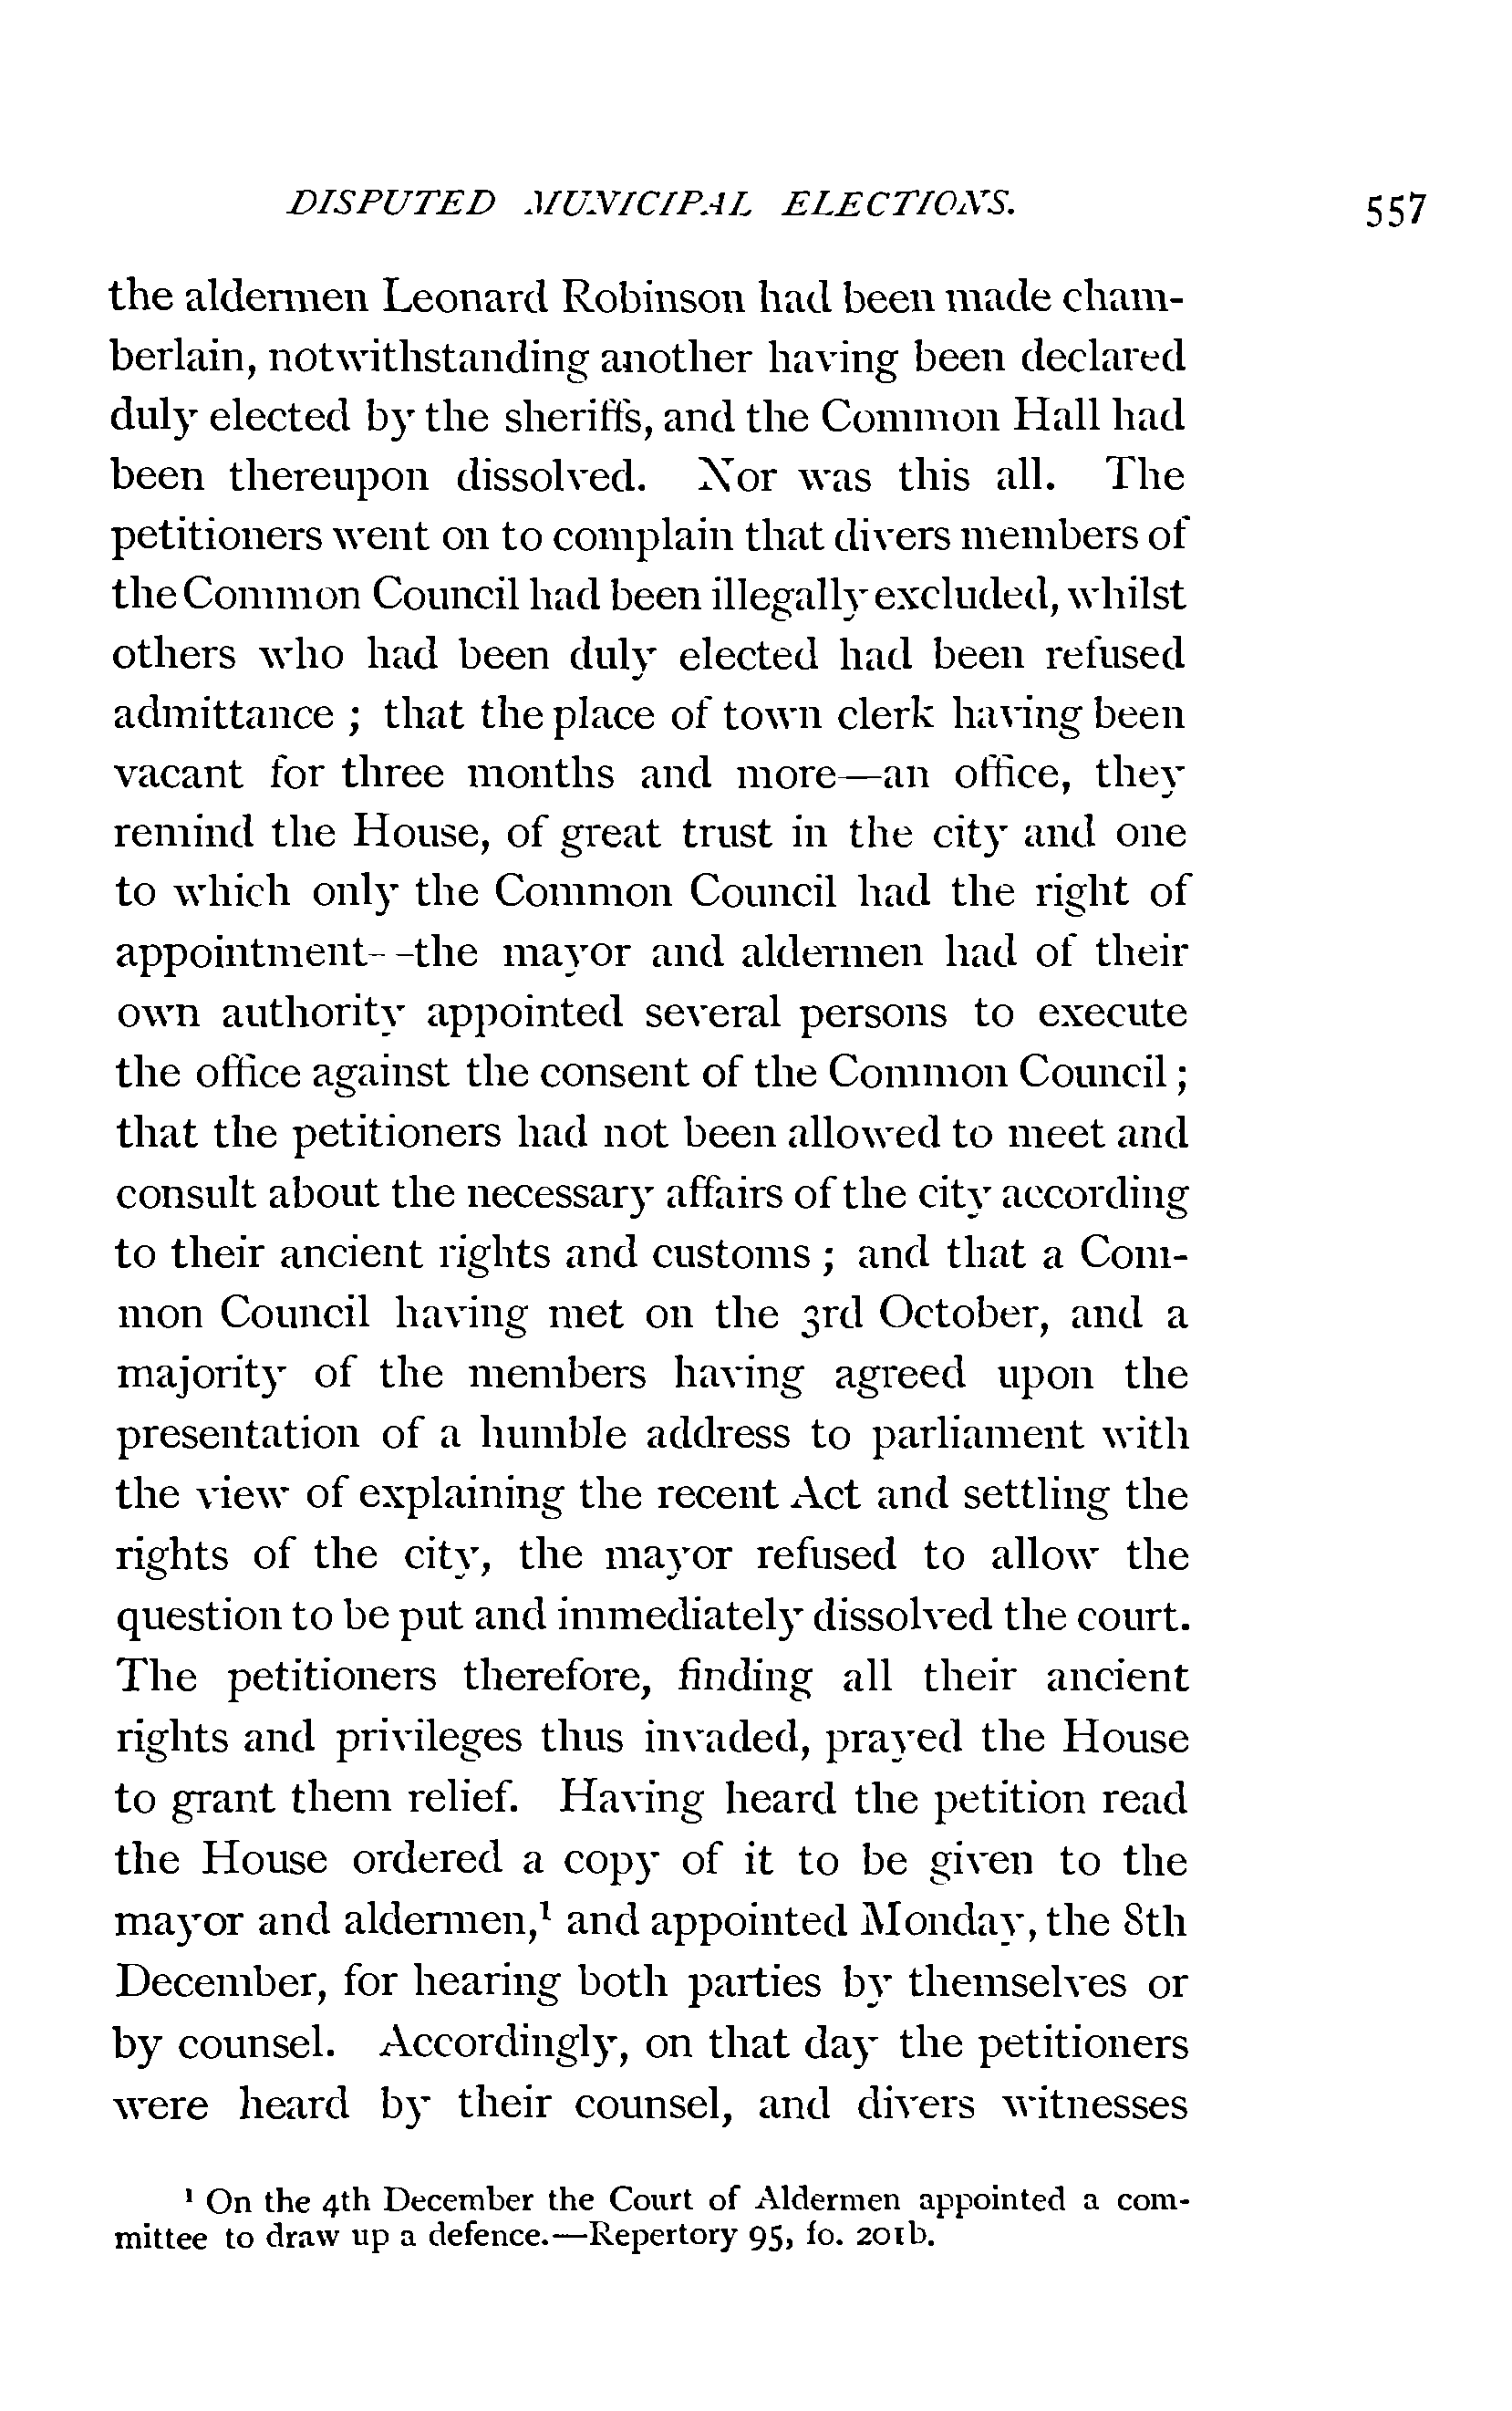 DISPUTED MUNICIPAL ELECTIONS. 557
the aldermen Leonard Robinson had been made cham-
berlain, notwithstanding another having been declared
duly elected by the sheriffs, and the Common Hall had
been thereupon dissolved. Nor was this all. The
petitioners went on to complain that divers members of
the Common Council had been illegally excluded, whilst
others who had been duly elected had been refused
admittance ; that the place of town clerk having been
vacant for three months and more—an office, they
remind the House, of great trust in the city and one
to which only the Common Council had the right of
appointment--the mayor and aldermen had of their
own authority appointed several persons to execute
the office against the consent of the Common Council ;
that the petitioners had not been allowed to meet and
consult about the necessary affairs of the city according
to their ancient rights and customs ; and that a Com-
mon Council having met on the 3rd October, and a
majority of the members having agreed upon the
presentation of a humble address to parliament with
the view of explaining the recent Act and settling the
rights of the city, the mayor refused to allow the
question to be put and immediately dissolved the court.
The petitioners therefore, finding all their ancient
rights and privileges thus invaded, prayed the House
to grant them relief. Having heard the petition read
the House ordered a copy of it to be given to the
mayor and aldermen,¹ and appointed Monday, the 8th
December, for hearing both parties by themselves or
by counsel. Accordingly, on that day the petitioners
were heard by their counsel, and divers witnesses
¹ On the 4th December the Court of Aldermen appointed a com-
mittee to draw up a defence.—Repertory 95, fo. 201b.